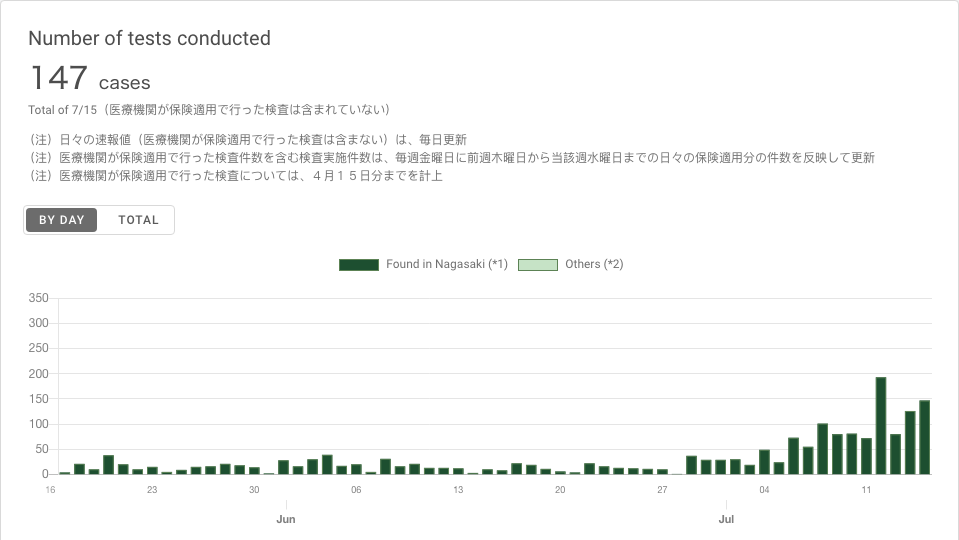 Number of tests conducted
147 cases
Total of 7/15（医療機関が保険適用で行った検査は含まれていない）
（注）日々の速報値（医療機関が保険適用で行った検査は含まない）は、毎日更新
（注）医療機関が保険適用で行った検査件数を含む検査実施件数は、毎週金曜日に前週木曜日から当該週水曜日までの日々の保険適用分の件数を反映して更新
（注）医療機関が保険適用で行った検査については、４月１５日分までを計上
BY DAY TOTAL
Found in Nagasaki (*1) Others (*2)
350
300
250
200
150
100
50
0
16 23 30 06 13 20 27 04 11
Jun Jul